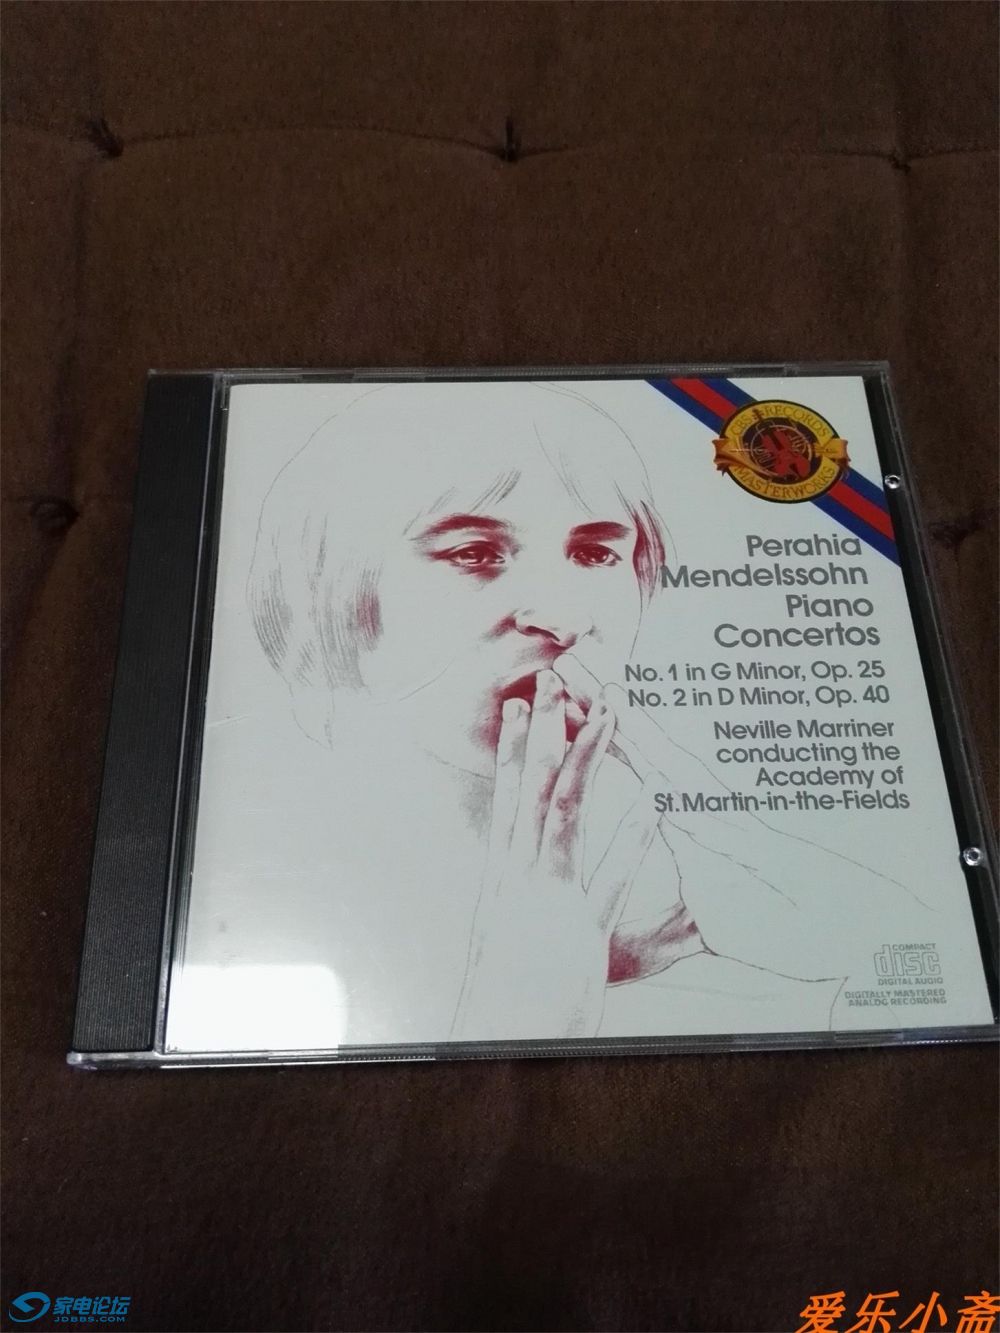 CBS RECORDS
MASTERWORKS
Perahia
Mendelssohn
Piano
Concertos
No. 1 in G Minor, Op. 25
No. 2 in D Minor, Op. 40
Neville Marriner
conducting the
Academy of
St. Martin-in-the-Fields
COMPACT
disc
DIGITAL AUDIO
DIGITALLY MASTERED
ANALOG RECORDING
家电论坛
JDBBS.COM
爱乐小斋